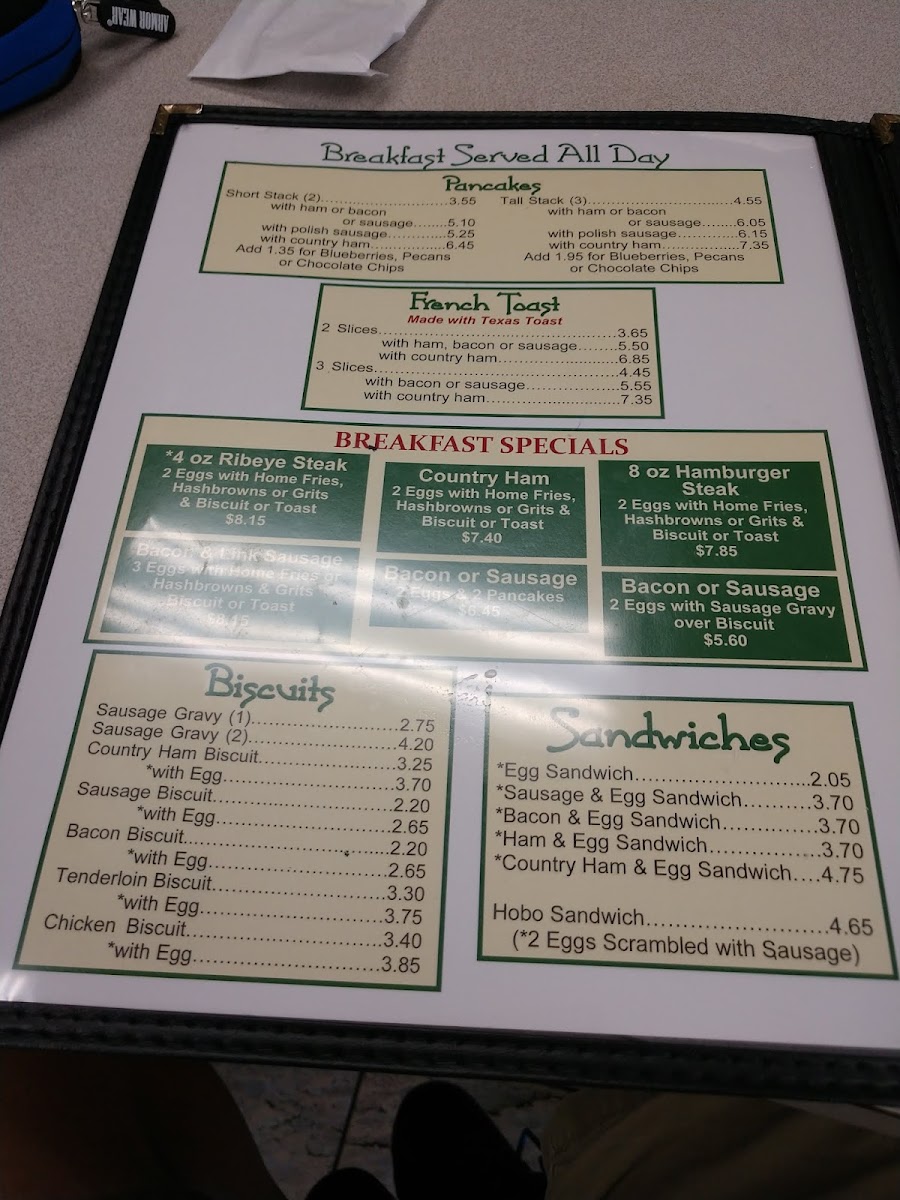 ARMOR WEAR®
Breakfast Served All Day
Pancakes
Short Stack (2)..............................3.55
with ham or bacon
or sausage........5.10
with polish sausage..............5.25
with country ham..................6.45
Add 1.35 for Blueberries, Pecans
or Chocolate Chips
Tall Stack (3)..................................4.55
with ham or bacon
or sausage........6.05
with polish sausage..............6.15
with country ham..................7.35
Add 1.95 for Blueberries, Pecans
or Chocolate Chips
French Toast
Made with Texas Toast
2 Slices.................................................3.65
with ham, bacon or sausage........5.50
with country ham.........................6.85
3 Slices.................................................4.45
with bacon or sausage...................5.55
with country ham............................7.35
BREAKFAST SPECIALS
*4 oz Ribeye Steak
2 Eggs with Home Fries,
Hashbrowns or Grits
& Biscuit or Toast
$8.15
Country Ham
2 Eggs with Home Fries,
Hashbrowns or Grits &
Biscuit or Toast
$7.40
8 oz Hamburger
Steak
2 Eggs with Home Fries,
Hashbrowns or Grits &
Biscuit or Toast
$7.85
Bacon & Link Sausage
3 Eggs with Home Fries or
Hashbrowns & Grits
Biscuit or Toast
$8.15
Bacon or Sausage
2 Eggs & 2 Pancakes
$6.45
Bacon or Sausage
2 Eggs with Sausage Gravy
over Biscuit
$5.60
Biscuits
Sausage Gravy (1)..........................2.75
Sausage Gravy (2)..........................4.20
Country Ham Biscuit.......................3.25
*with Egg..............................3.70
Sausage Biscuit................................2.20
*with Egg...............................2.65
Bacon Biscuit....................................2.20
*with Egg................................2.65
Tenderloin Biscuit.............................3.30
*with Egg................................3.75
Chicken Biscuit..................................3.40
*with Egg.................................3.85
Sandwiches
*Egg Sandwich........................2.05
*Sausage & Egg Sandwich..........3.70
*Bacon & Egg Sandwich.............3.70
*Ham & Egg Sandwich................3.70
*Country Ham & Egg Sandwich....4.75
Hobo Sandwich..........................4.65
(*2 Eggs Scrambled with Sausage)